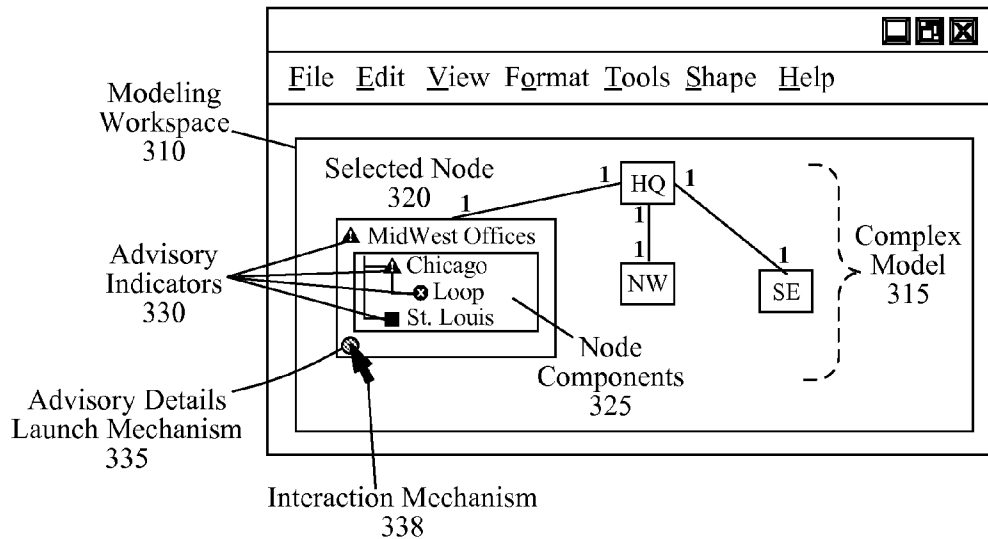 File Edit View Format Tools Shape Help
Modeling
Workspace
310
Selected Node
320
1
1
HQ
1
1
1
NW
1
SE
MidWest Offices
Chicago
Loop
St. Louis
Advisory
Indicators
330
Complex
Model
315
Node
Components
325
Advisory Details
Launch Mechanism
335
Interaction Mechanism
338